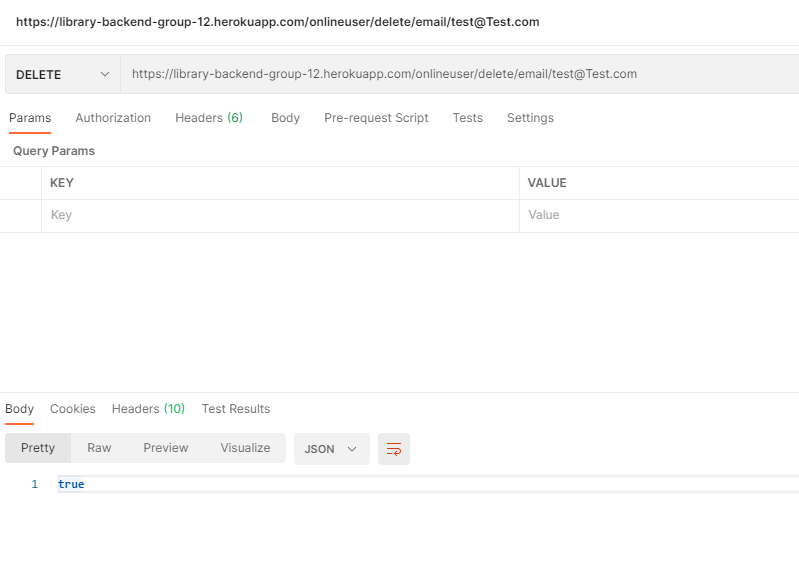 https://library-backend-group-12.herokuapp.com/onlineuser/delete/email/test@Test.com
DELETE https://library-backend-group-12.herokuapp.com/onlineuser/delete/email/test@Test.com
Params Authorization Headers (6) Body Pre-request Script Tests Settings
Query Params
KEY VALUE
Key Value
Body Cookies Headers (10) Test Results
Pretty Raw Preview Visualize JSON
1 true